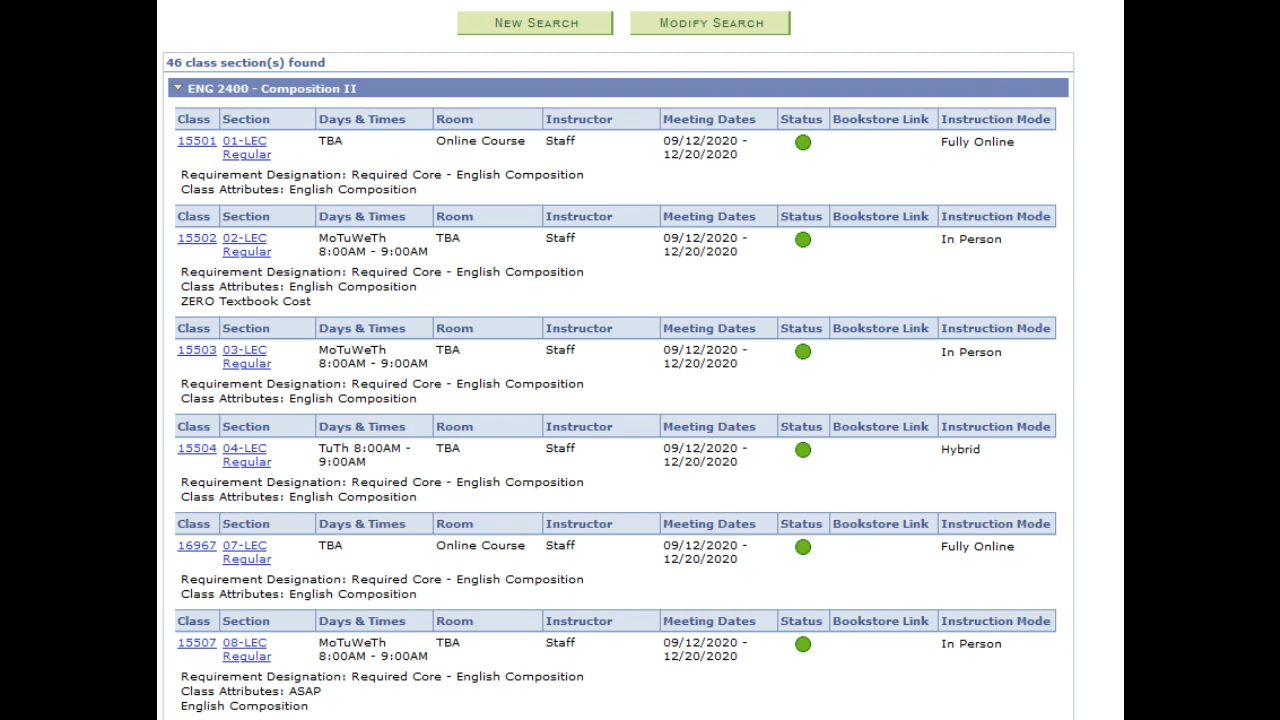 NEW SEARCH MODIFY SEARCH
46 class section(s) found
ENG 2400 - Composition II
Class Section Days & Times Room Instructor Meeting Dates Status Bookstore Link Instruction Mode
15501 01-LEC TBA Online Course Staff 09/12/2020 - Fully Online
Regular 12/20/2020
Requirement Designation: Required Core - English Composition
Class Attributes: English Composition
Class Section Days & Times Room Instructor Meeting Dates Status Bookstore Link Instruction Mode
15502 02-LEC MoTuWeTh TBA Staff 09/12/2020 - In Person
Regular 8:00AM - 9:00AM 12/20/2020
Requirement Designation: Required Core - English Composition
Class Attributes: English Composition
ZERO Textbook Cost
Class Section Days & Times Room Instructor Meeting Dates Status Bookstore Link Instruction Mode
15503 03-LEC MoTuWeTh TBA Staff 09/12/2020 - In Person
Regular 8:00AM - 9:00AM 12/20/2020
Requirement Designation: Required Core - English Composition
Class Attributes: English Composition
Class Section Days & Times Room Instructor Meeting Dates Status Bookstore Link Instruction Mode
15504 04-LEC TuTh 8:00AM - TBA Staff 09/12/2020 - Hybrid
Regular 9:00AM 12/20/2020
Requirement Designation: Required Core - English Composition
Class Attributes: English Composition
Class Section Days & Times Room Instructor Meeting Dates Status Bookstore Link Instruction Mode
16967 07-LEC TBA Online Course Staff 09/12/2020 - Fully Online
Regular 12/20/2020
Requirement Designation: Required Core - English Composition
Class Attributes: English Composition
Class Section Days & Times Room Instructor Meeting Dates Status Bookstore Link Instruction Mode
15507 08-LEC MoTuWeTh TBA Staff 09/12/2020 - In Person
Regular 8:00AM - 9:00AM 12/20/2020
Requirement Designation: Required Core - English Composition
Class Attributes: ASAP
English Composition